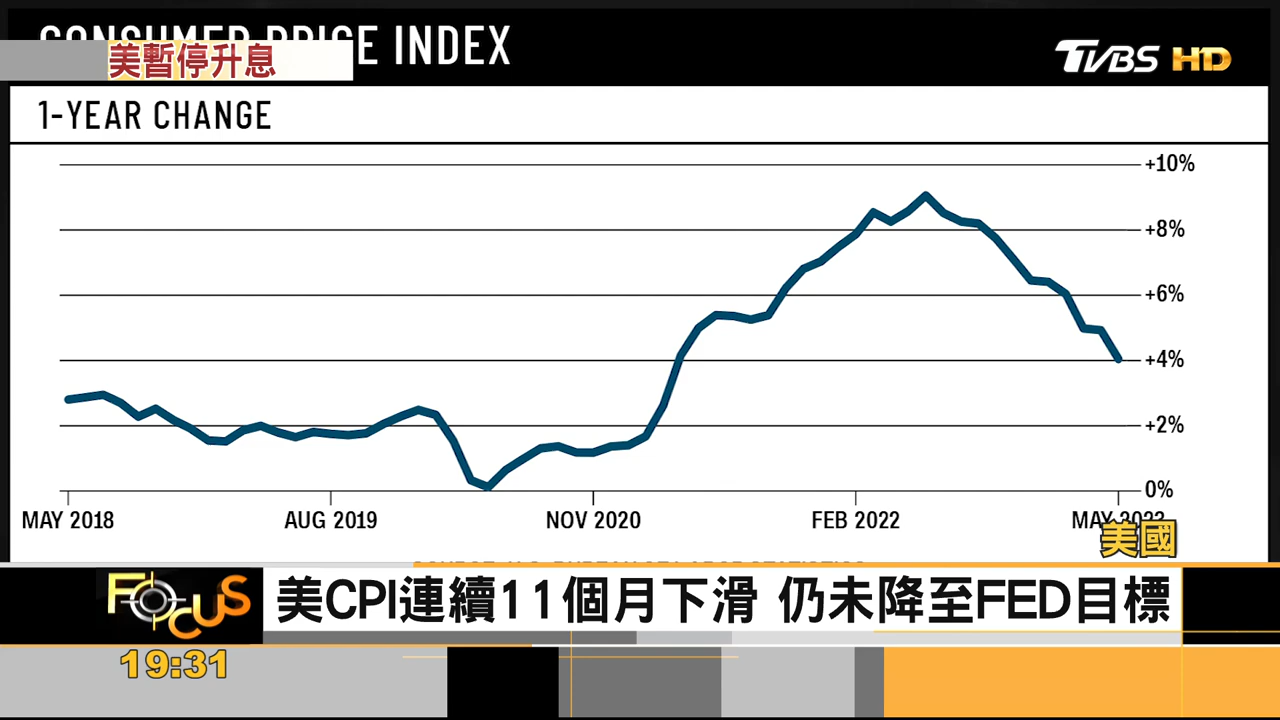 CONSUMER PRICE INDEX
美暫停升息
TVBS HD
1-YEAR CHANGE
+10%
+8%
+6%
+4%
+2%
0%
MAY 2018
AUG 2019
NOV 2020
FEB 2022
MAY 2023
美國
FOCUS
美CPI連續11個月下滑 仍未降至FED目標
19:31